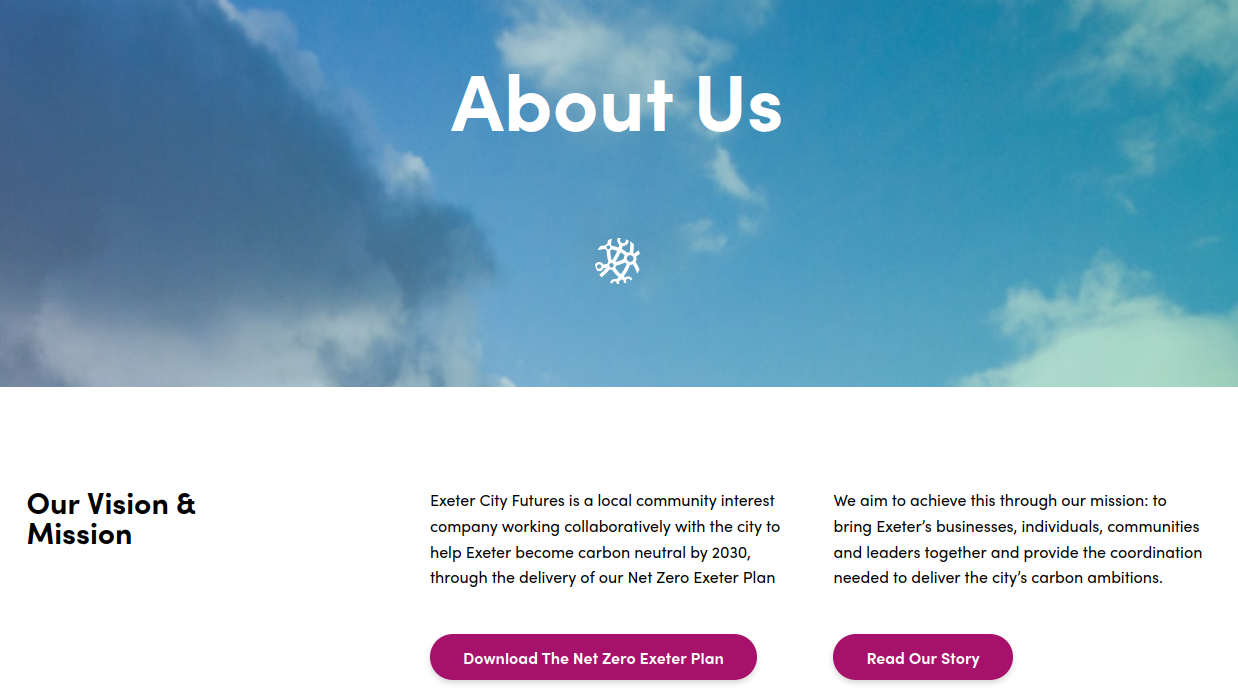 About Us
Our Vision &
Mission
Exeter City Futures is a local community interest
company working collaboratively with the city to
help Exeter become carbon neutral by 2030,
through the delivery of our Net Zero Exeter Plan
Download The Net Zero Exeter Plan
We aim to achieve this through our mission: to
bring Exeter’s businesses, individuals, communities
and leaders together and provide the coordination
needed to deliver the city’s carbon ambitions.
Read Our Story